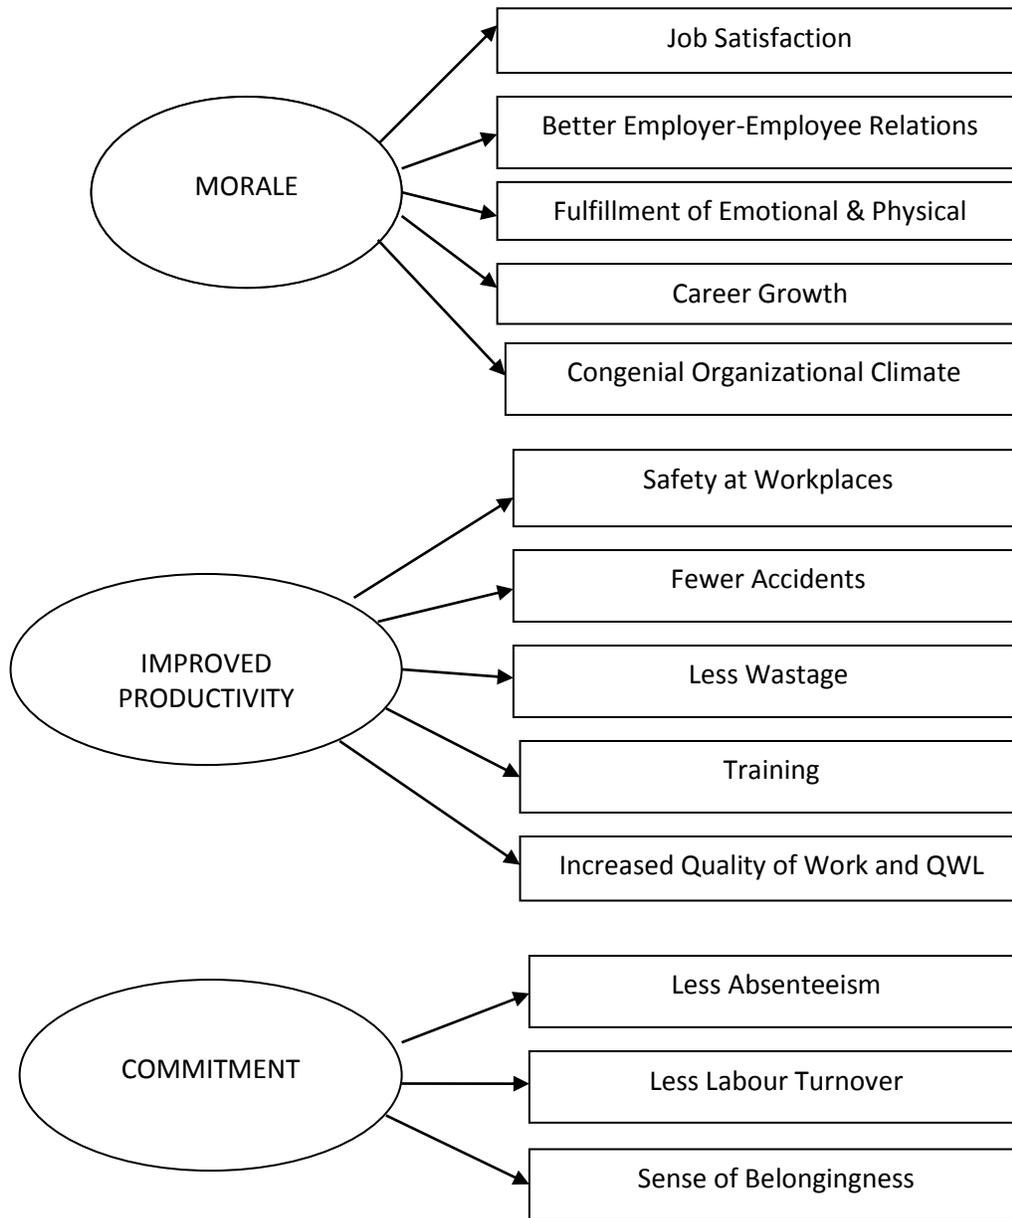 Job Satisfaction
Better Employer-Employee Relations
MORALE
Fulfillment of Emotional & Physical
Career Growth
Congenial Organizational Climate
Safety at Workplaces
Fewer Accidents
IMPROVED
PRODUCTIVITY
Less Wastage
Training
Increased Quality of Work and QWL
Less Absenteeism
COMMITMENT
Less Labour Turnover
Sense of Belongingness